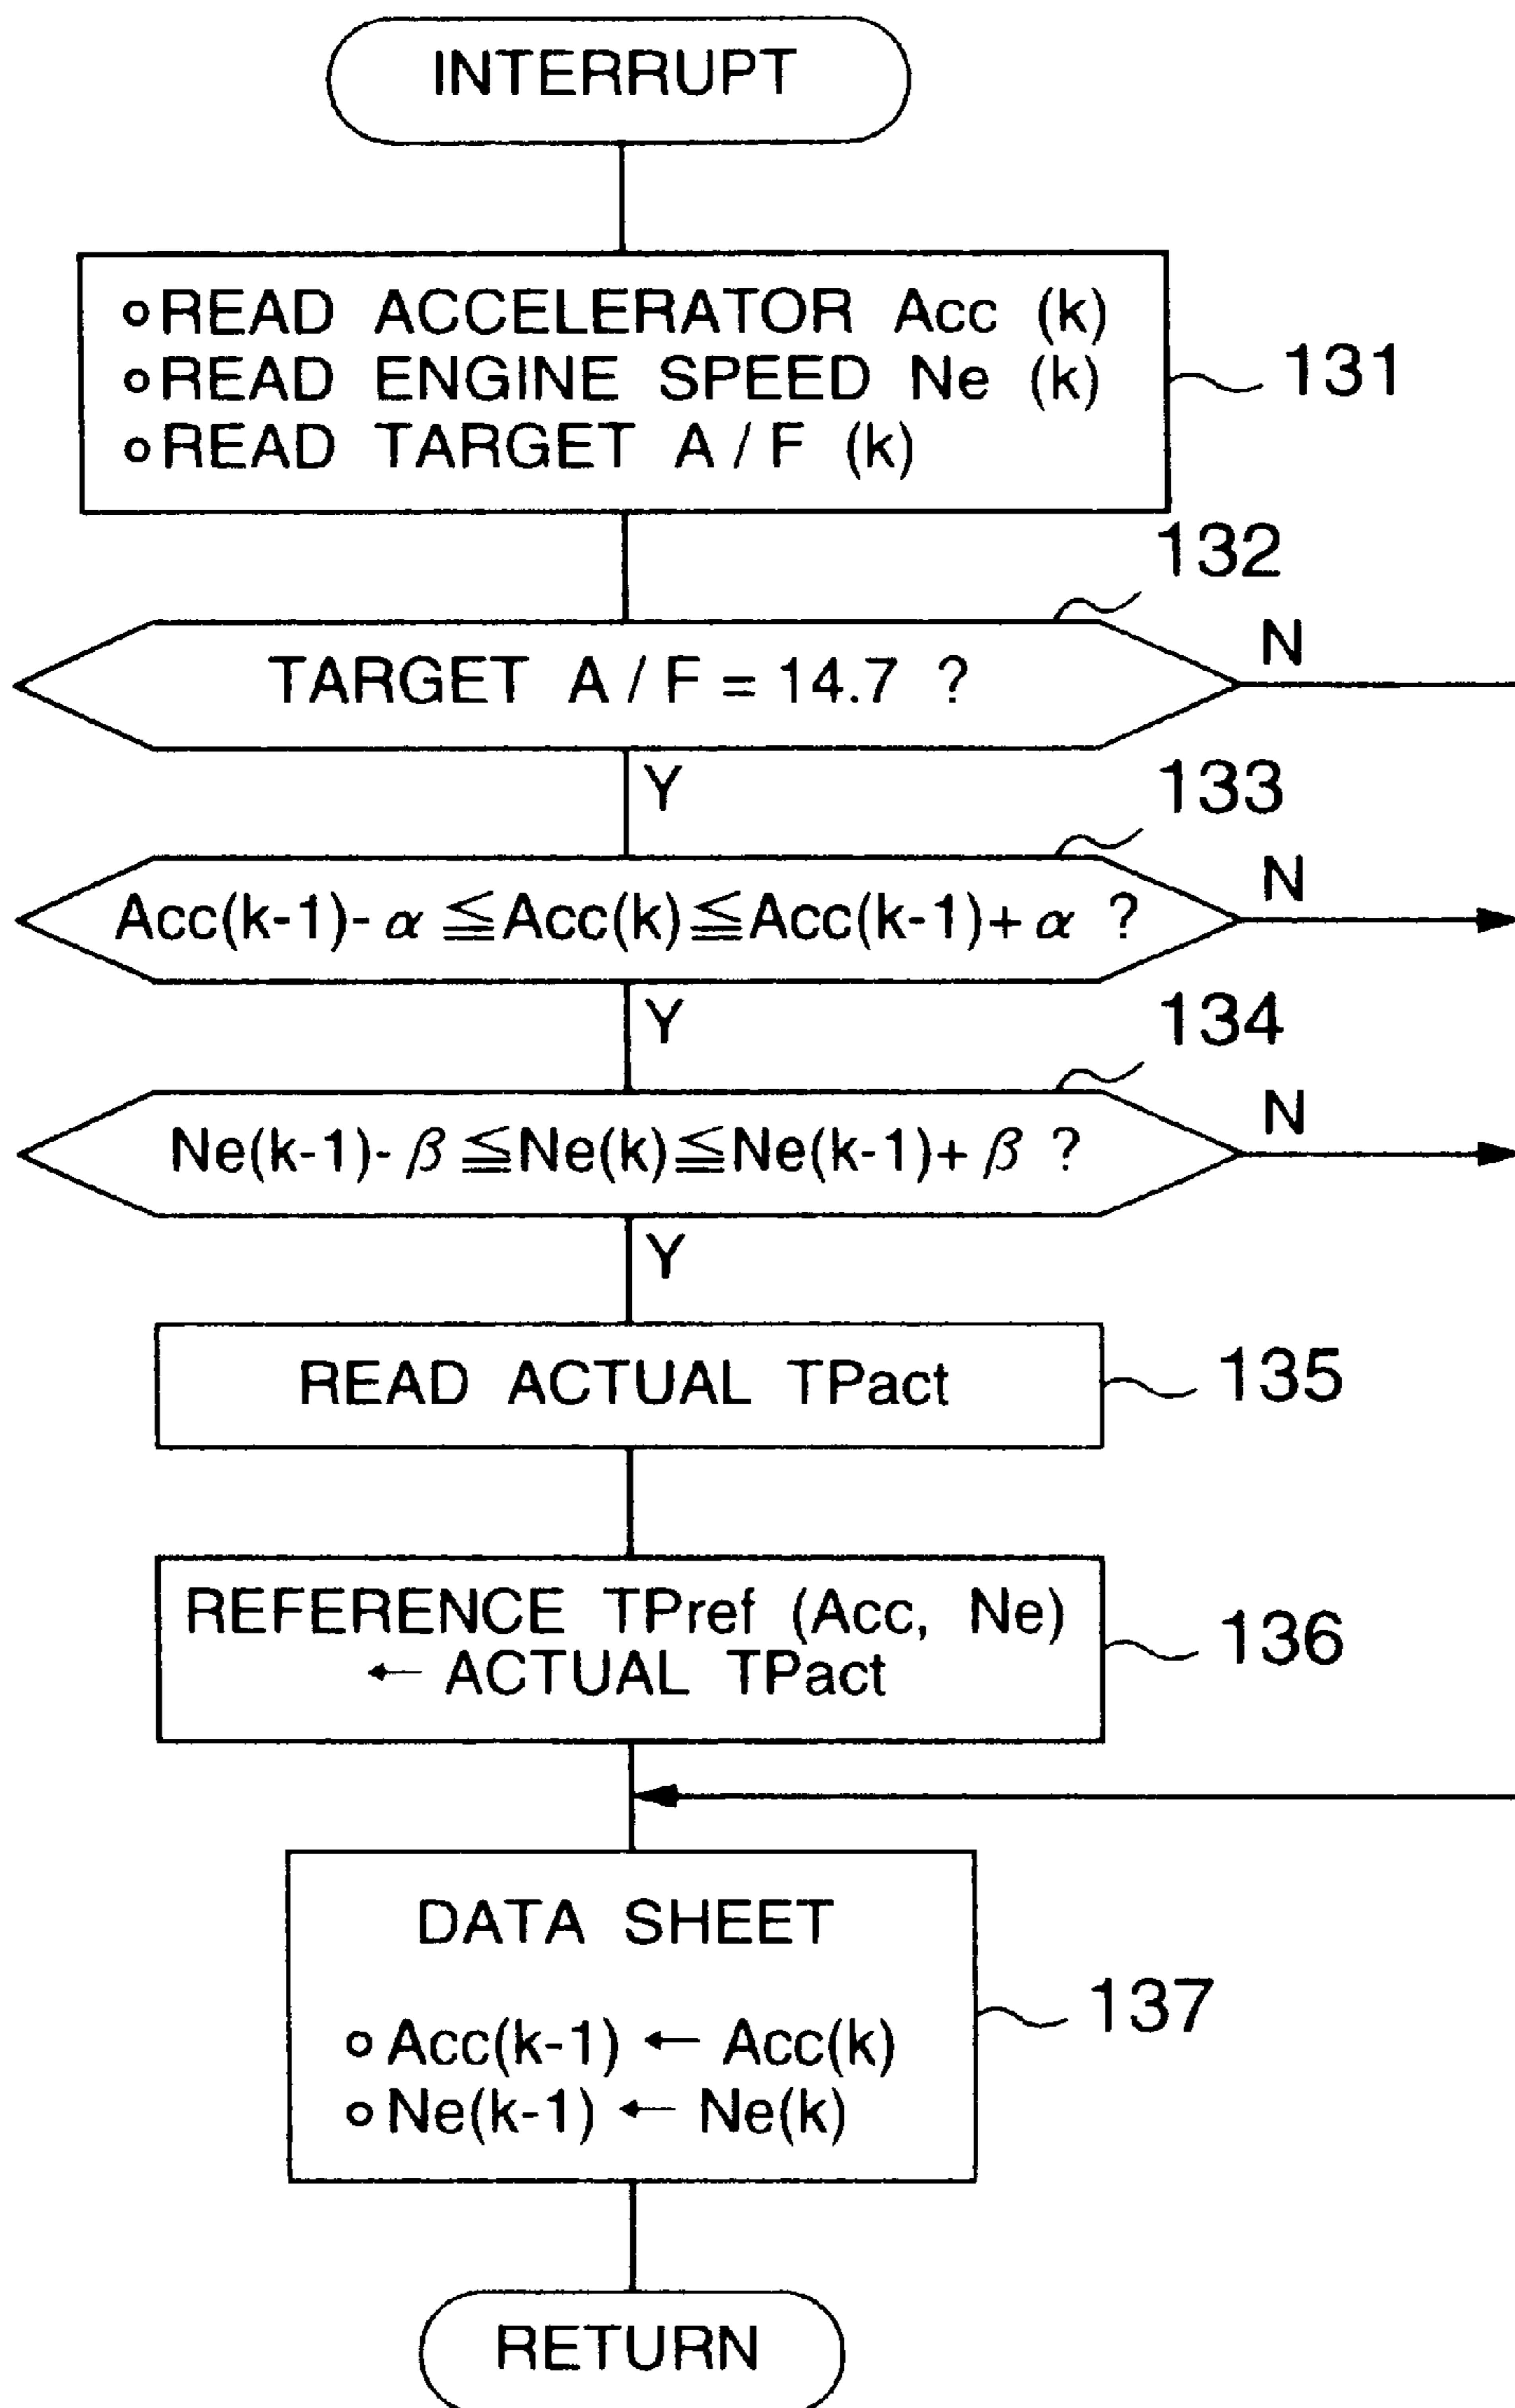 INTERRUPT
∘READ ACCELERATOR Acc (k)
∘READ ENGINE SPEED Ne (k)
∘READ TARGET A / F (k)
131
132
TARGET A / F = 14.7 ?
N
Y
133
Acc(k-1)- α ≦Acc(k)≦Acc(k-1)+ α ?
N
Y
134
Ne(k-1)- β ≦Ne(k)≦Ne(k-1)+ β ?
N
Y
READ ACTUAL TPact
135
REFERENCE TPref (Acc, Ne)
← ACTUAL TPact
136
DATA SHEET
∘ Acc(k-1) ← Acc(k)
∘ Ne(k-1) ← Ne(k)
137
RETURN